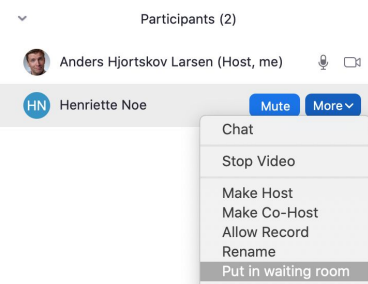 Participants (2)
Anders Hjortskov Larsen (Host, me)
HN Henriette Noe Mute More
Chat
Stop Video
Make Host
Make Co-Host
Allow Record
Rename
Put in waiting room